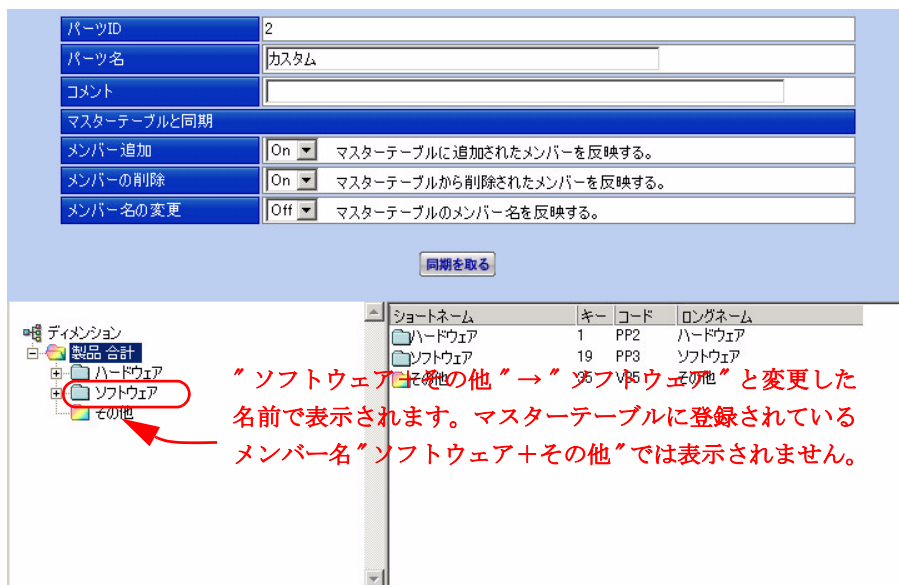 パーツID 2
パーツ名 カスタム
コメント
マスターテーブルと同期
メンバー追加 On マスターテーブルに追加されたメンバーを反映する。
メンバーの削除 On マスターテーブルから削除されたメンバーを反映する。
メンバー名の変更 Off マスターテーブルのメンバー名を反映する。
同期を取る
ディメンション
製品 合計
ハードウェア
ソフトウェア
その他
ショートネーム キー コード ロングネーム
ハードウェア 1 PP2 ハードウェア
ソフトウェア 19 PP3 ソフトウェア
その他 95 V95 その他
″ソフトウェア＋その他″→″ソフトウェア″と変更した
名前で表示されます。マスターテーブルに登録されている
メンバー名″ソフトウェア＋その他″では表示されません。